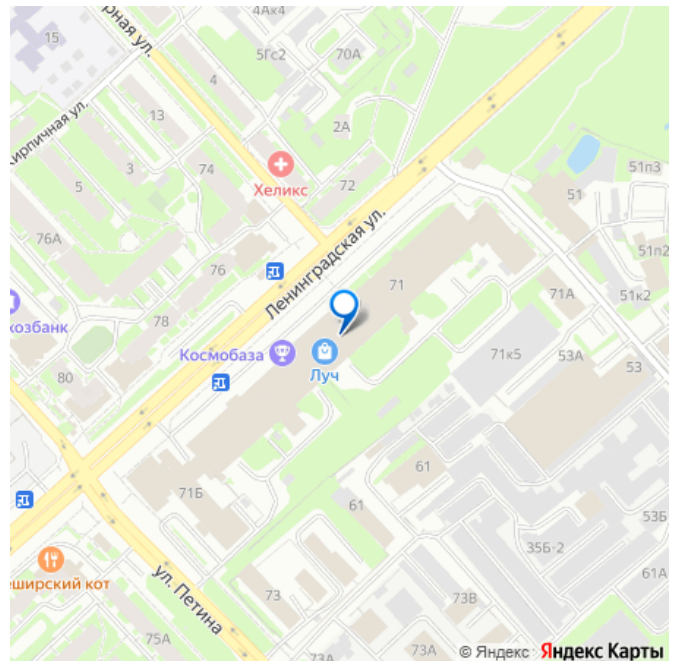 4Ак4
15
рная ул.
5Гс2
70А
4
13
2А
ирпичная ул.
3
74
Хеликс
72
51п3
51
5
76А
Ленинградская ул.
51п2
76
71
71А
51к2
хозбанк
78
Космобаза
Луч
71к5
53А
53
80
61
71Б
61
53Б
35Б-2
еширский кот
ул. Петина
73
73В
61А
75А
73А
73А
© Яндекс Яндекс Карты